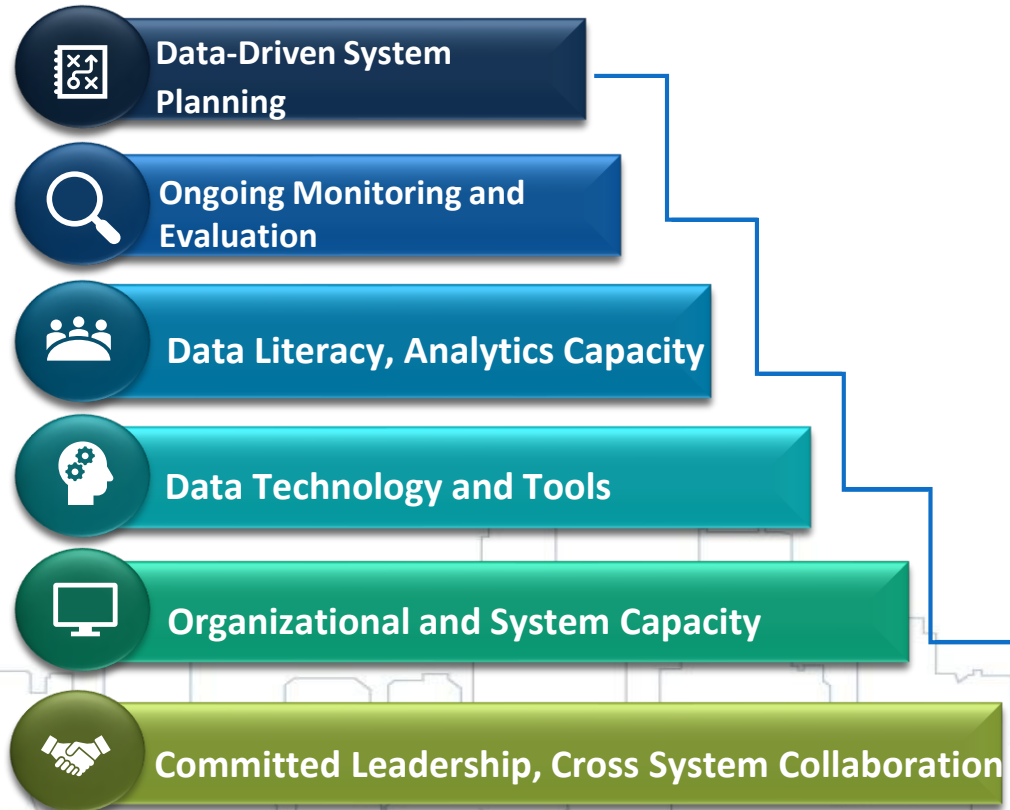 Data-Driven System
Planning
Ongoing Monitoring and
Evaluation
Data Literacy, Analytics Capacity
Data Technology and Tools
Organizational and System Capacity
Committed Leadership, Cross System Collaboration